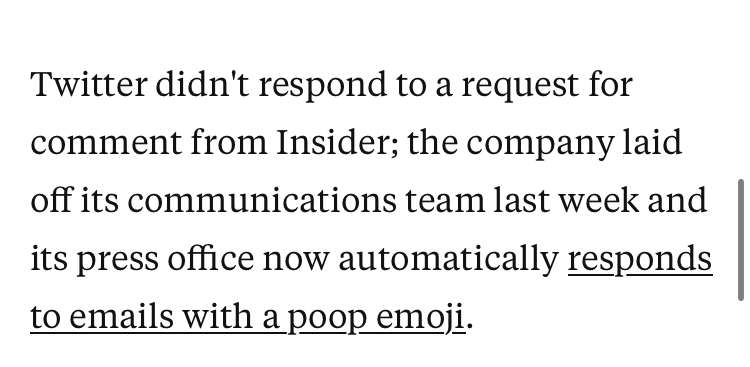 Twitter didn't respond to a request for
comment from Insider; the company laid
off its communications team last week and
its press office now automatically responds
to emails with a poop emoji.